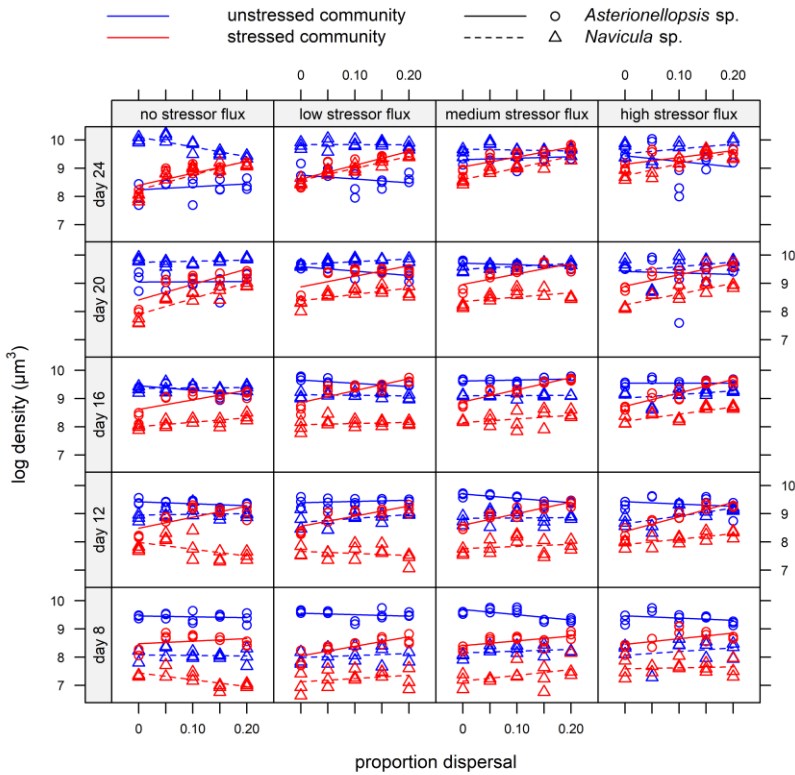 unstressed community Asterionellopsis sp.
stressed community Navicula sp.
0 0.10 0.20 0 0.10 0.20
no stressor flux low stressor flux medium stressor flux high stressor flux
day 24
10
9
8
7
day 20
10
9
8
7
day 16
10
9
8
7
day 12
10
9
8
7
day 8
10
9
8
7
log density (µm³)
0 0.10 0.20 0 0.10 0.20
proportion dispersal